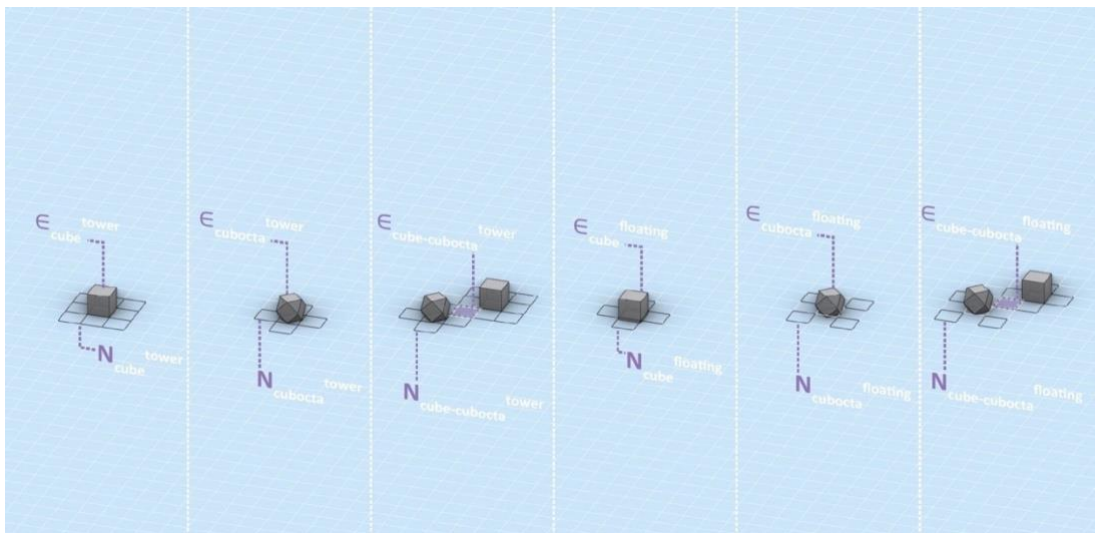 ∈ tower
cube
N tower
cube
∈ tower
cubocta
N tower
cubocta
∈ tower
cube-cubocta
N tower
cube-cubocta
∈ floating
cube
N floating
cube
∈ floating
cubocta
N floating
cubocta
∈ floating
cube-cubocta
N floating
cube-cubocta